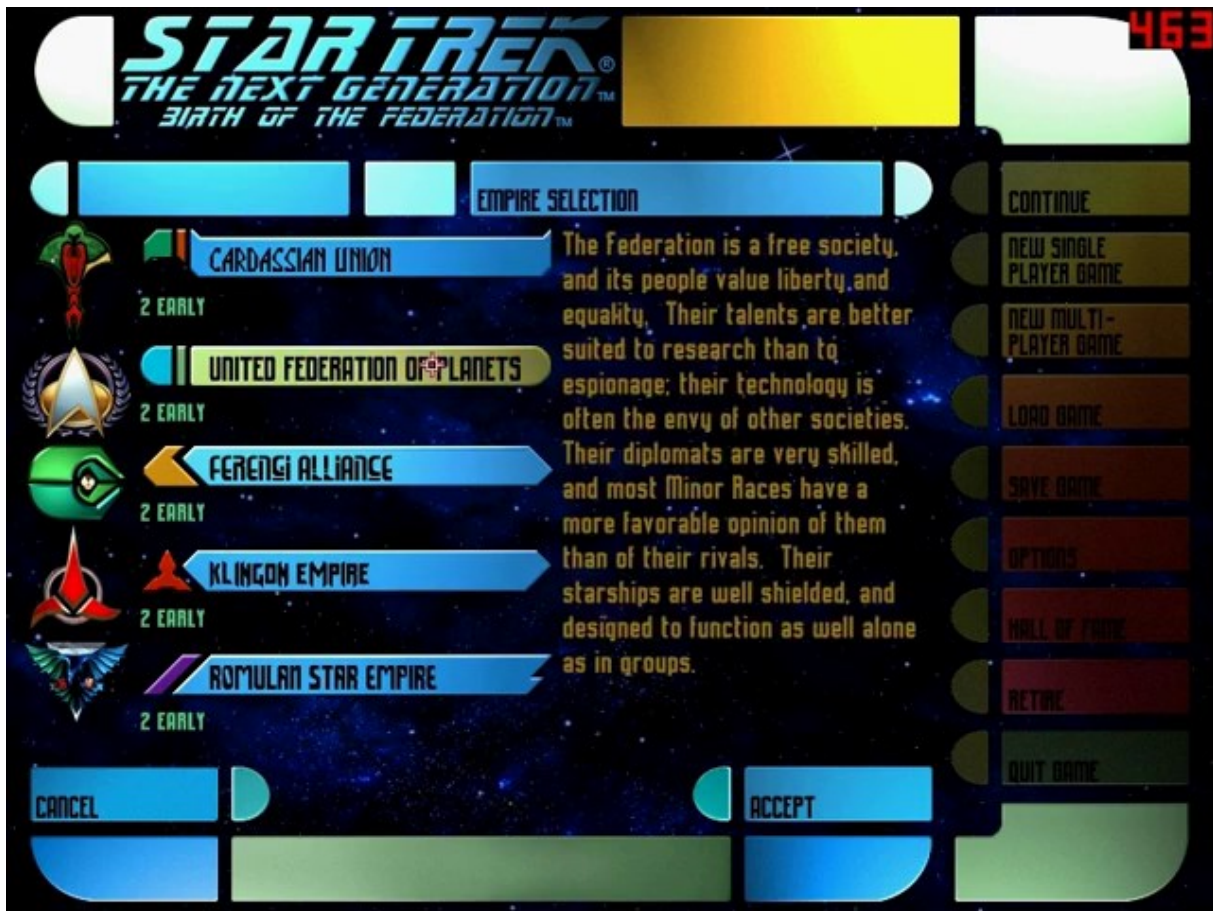 STAR TREK®
THE NEXT GENERATION™
BIRTH OF THE FEDERATION™
463
EMPIRE SELECTION
CARDASSIAN UNION
2 EARLY
UNITED FEDERATION OF PLANETS
2 EARLY
FERENGI ALLIANCE
2 EARLY
KLINGON EMPIRE
2 EARLY
ROMULAN STAR EMPIRE
2 EARLY
The Federation is a free society,
and its people value liberty and
equality. Their talents are better
suited to research than to
espionage; their technology is
often the envy of other societies.
Their diplomats are very skilled,
and most Minor Races have a
more favorable opinion of them
than of their rivals. Their
starships are well shielded, and
designed to function as well alone
as in groups.
CONTINUE
NEW SINGLE
PLAYER GAME
NEW MULTI-
PLAYER GAME
LOAD GAME
SAVE GAME
OPTIONS
HALL OF FAME
RETIRE
QUIT GAME
CANCEL
ACCEPT